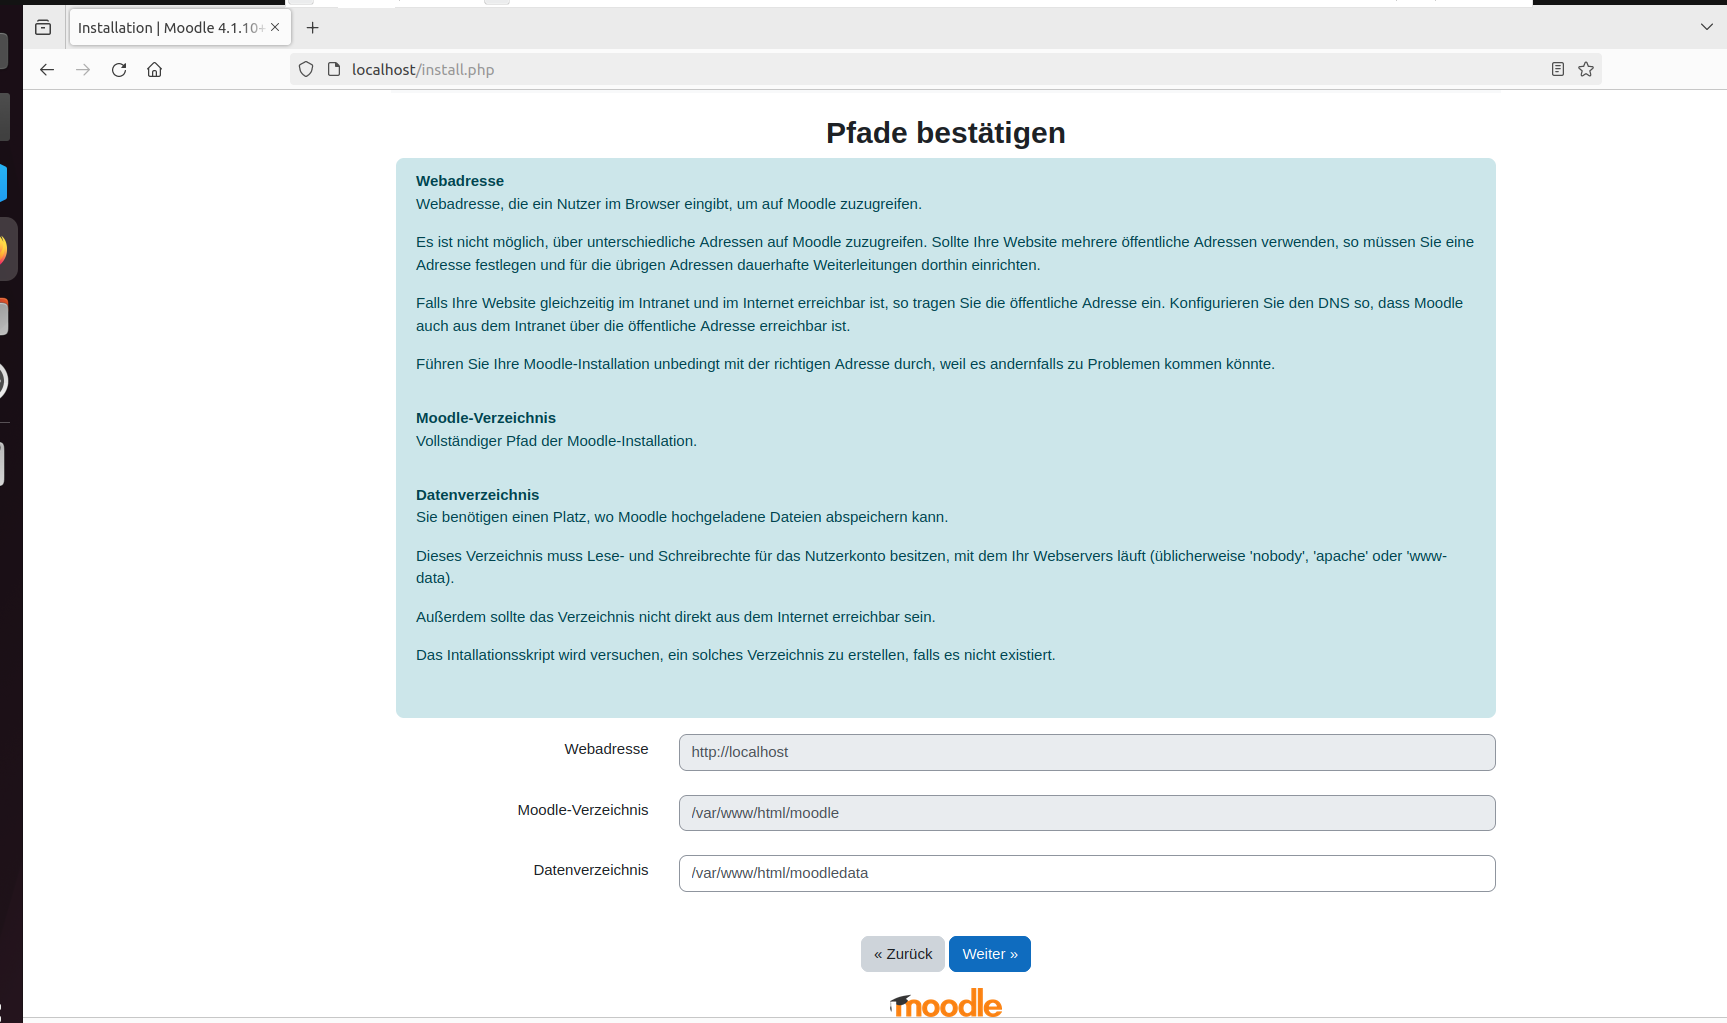 Installation | Moodle 4.1.10+
localhost/install.php
Pfade bestätigen
Webadresse
Webadresse, die ein Nutzer im Browser eingibt, um auf Moodle zuzugreifen.
Es ist nicht möglich, über unterschiedliche Adressen auf Moodle zuzugreifen. Sollte Ihre Website mehrere öffentliche Adressen verwenden, so müssen Sie eine
Adresse festlegen und für die übrigen Adressen dauerhafte Weiterleitungen dorthin einrichten.
Falls Ihre Website gleichzeitig im Intranet und im Internet erreichbar ist, so tragen Sie die öffentliche Adresse ein. Konfigurieren Sie den DNS so, dass Moodle
auch aus dem Intranet über die öffentliche Adresse erreichbar ist.
Führen Sie Ihre Moodle-Installation unbedingt mit der richtigen Adresse durch, weil es andernfalls zu Problemen kommen könnte.
Moodle-Verzeichnis
Vollständiger Pfad der Moodle-Installation.
Datenverzeichnis
Sie benötigen einen Platz, wo Moodle hochgeladene Dateien abspeichern kann.
Dieses Verzeichnis muss Lese- und Schreibrechte für das Nutzerkonto besitzen, mit dem Ihr Webservers läuft (üblicherweise 'nobody', 'apache' oder 'www-
data).
Außerdem sollte das Verzeichnis nicht direkt aus dem Internet erreichbar sein.
Das Intallationsskript wird versuchen, ein solches Verzeichnis zu erstellen, falls es nicht existiert.
Webadresse http://localhost
Moodle-Verzeichnis /var/www/html/moodle
Datenverzeichnis /var/www/html/moodledata
« Zurück Weiter »
moodle